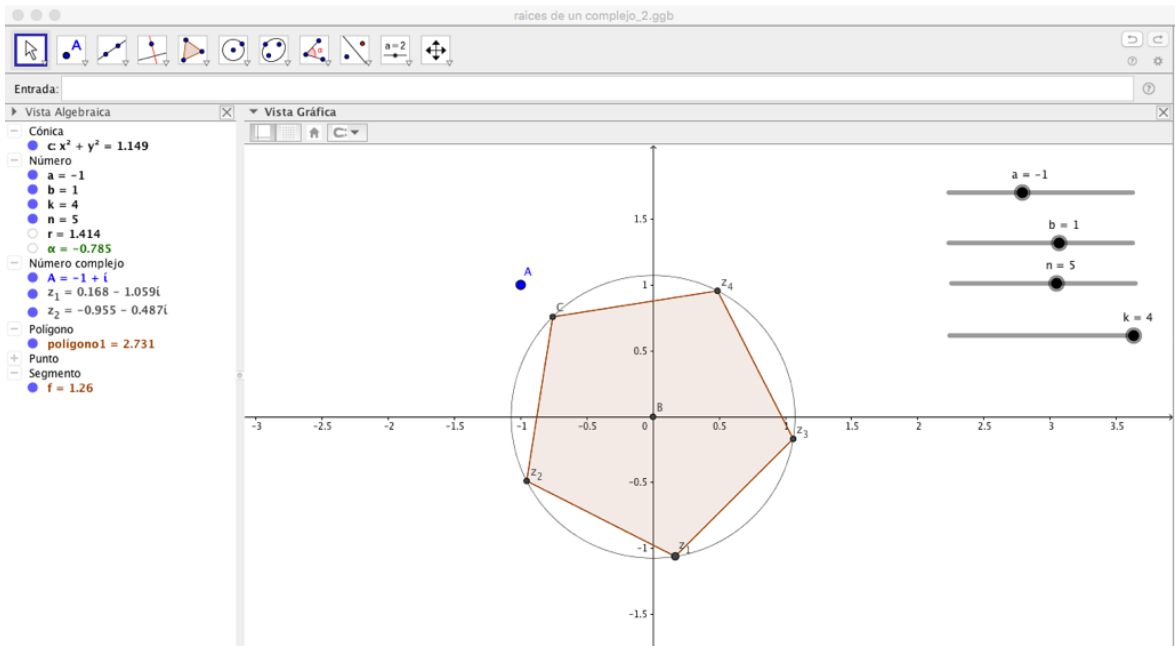 raices de un complejo_2.ggb
A
α
a=2
Entrada:
Vista Algebraica
Cónica
c: x² + y² = 1.149
Número
a = -1
b = 1
k = 4
n = 5
r = 1.414
α = -0.785
Número complejo
A = -1 + í
z₁ = 0.168 - 1.059í
z₂ = -0.955 - 0.487í
Polígono
polígono1 = 2.731
Punto
Segmento
f = 1.26
Vista Gráfica
a = -1
b = 1
n = 5
k = 4
1.5
A
1
z₄
C
0.5
B
-3 -2.5 -2 -1.5 -1 -0.5 0 0.5 1 1.5 2 2.5 3 3.5
z₃
z₂
-0.5
-1
z₁
-1.5